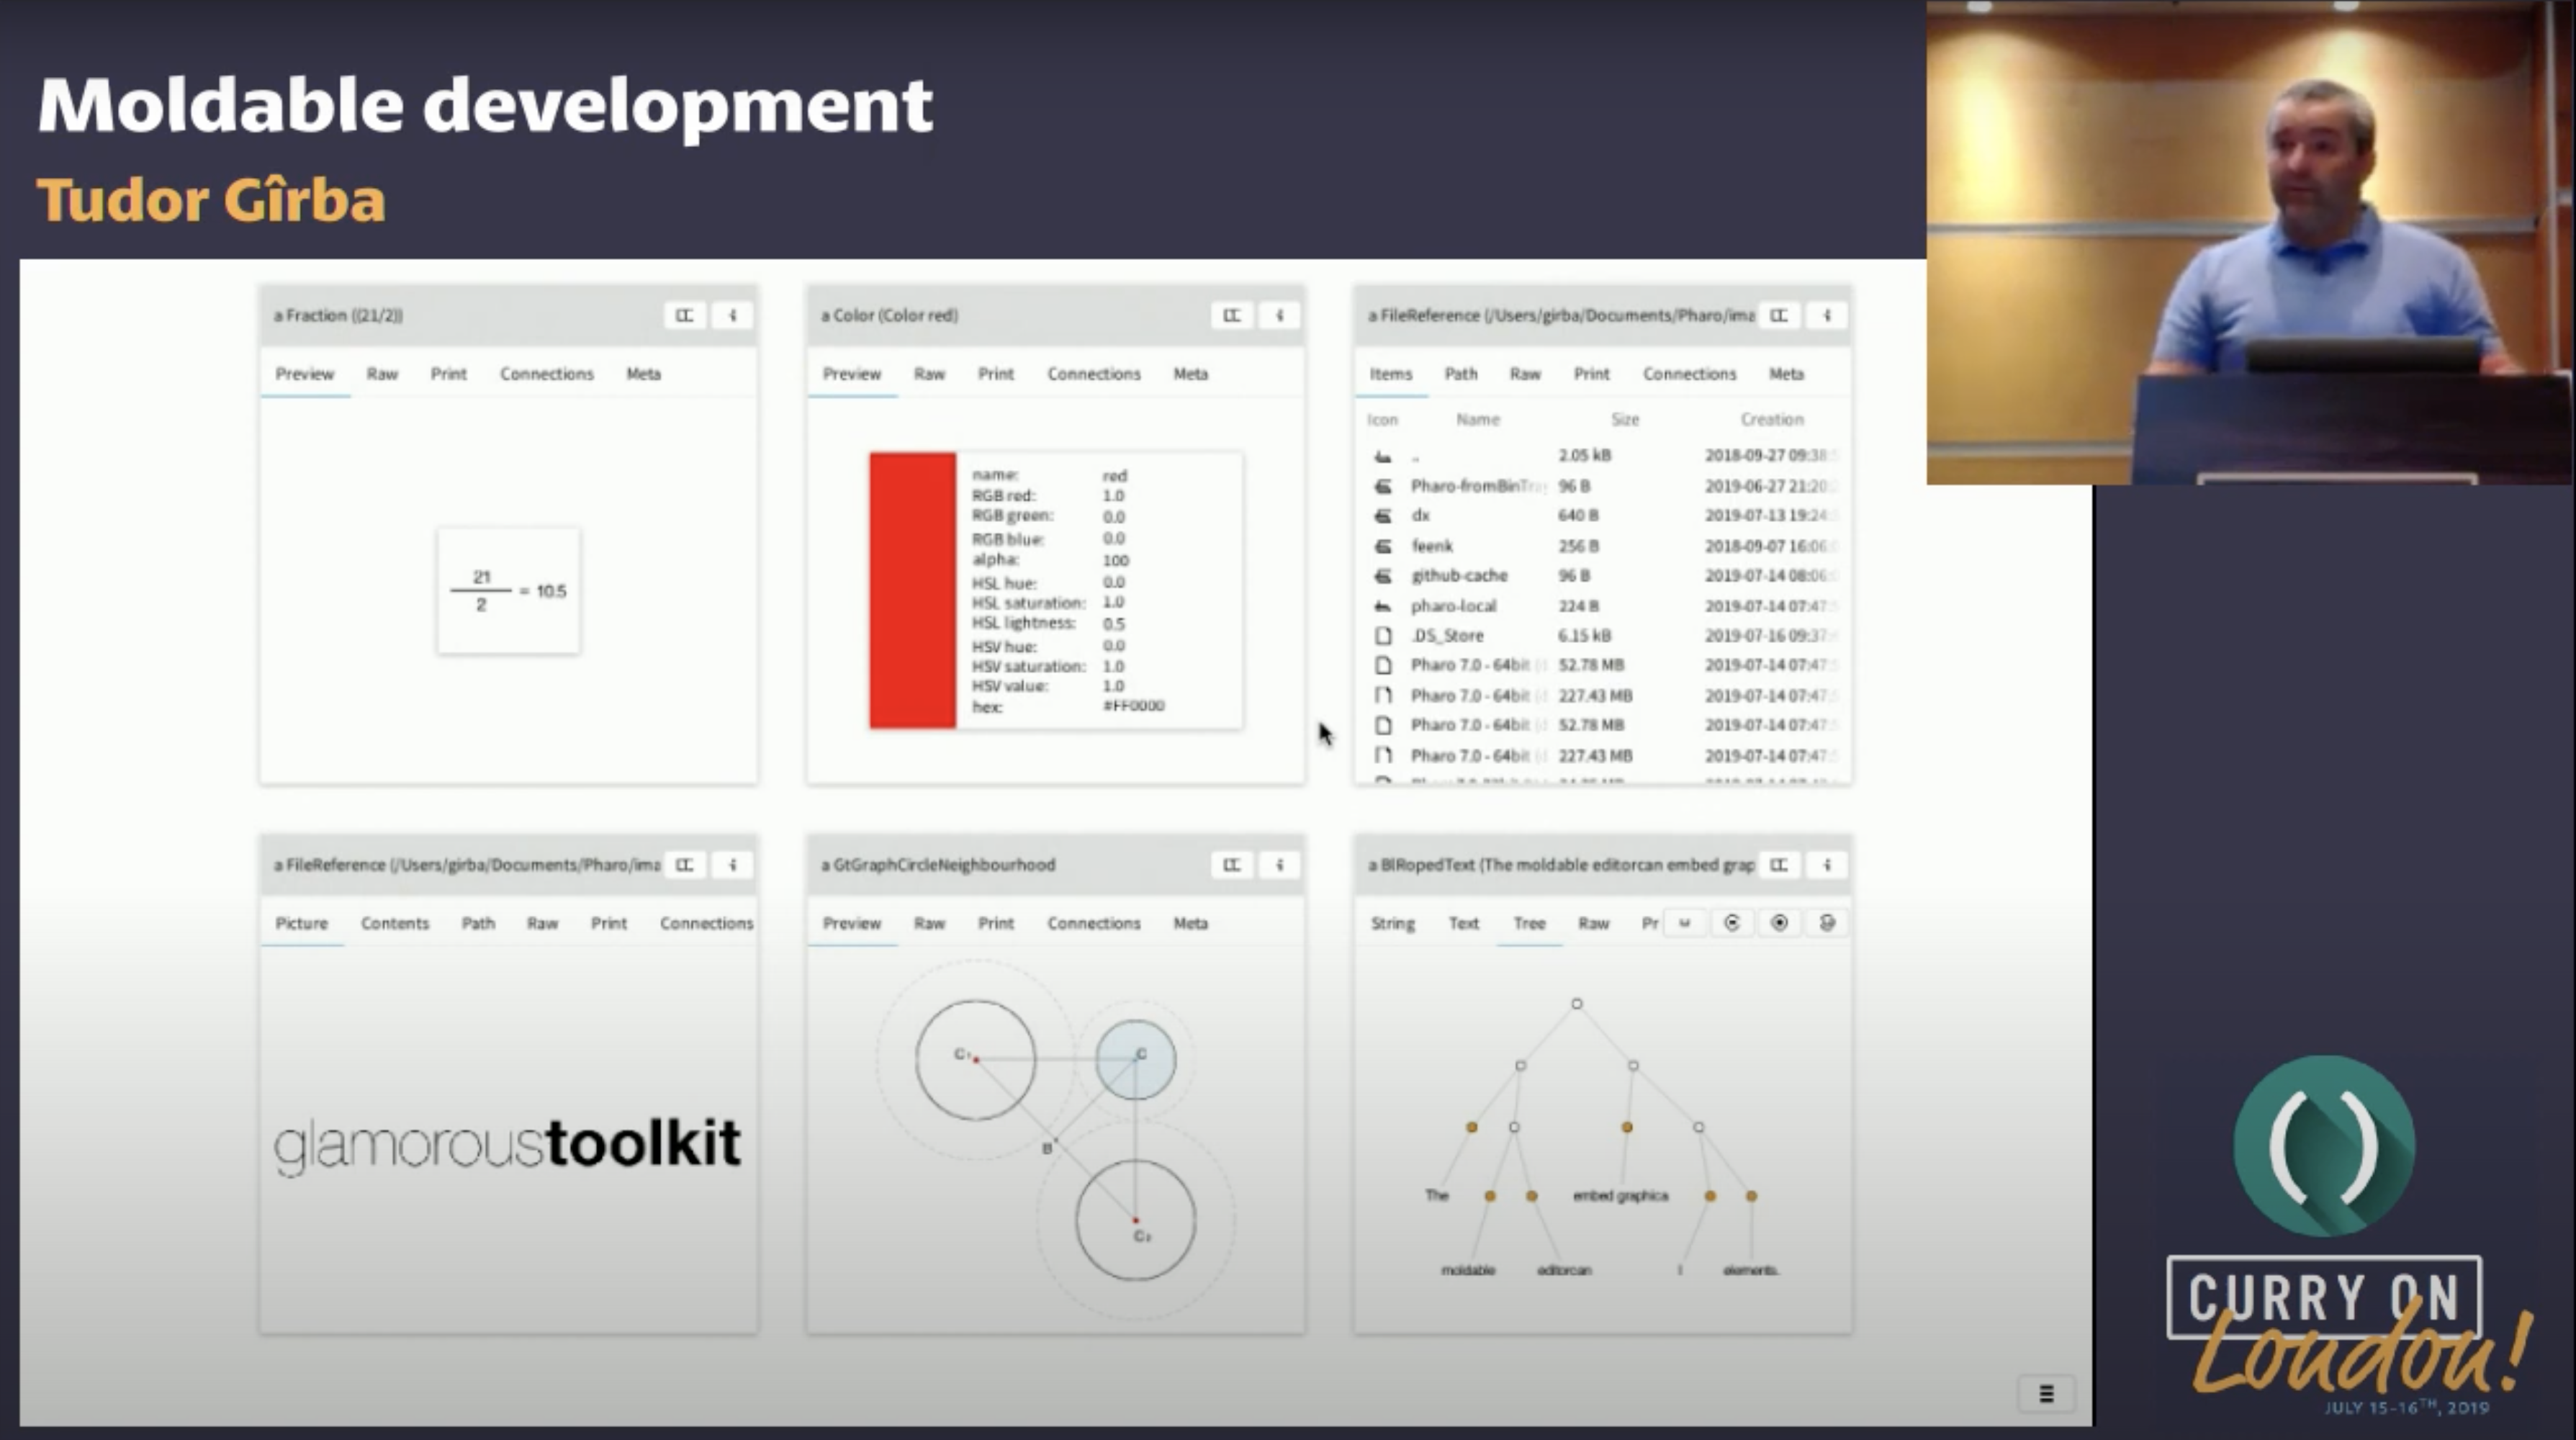 Moldable development
Tudor Gîrba
a Fraction ((21/2))
Preview Raw Print Connections Meta
21
2
= 10.5
a Color (Color red)
Preview Raw Print Connections Meta
name: red
RGB red: 1.0
RGB green: 0.0
RGB blue: 0.0
alpha: 100
HSL hue: 0.0
HSL saturation: 1.0
HSL lightness: 0.5
HSV hue: 0.0
HSV saturation: 1.0
HSV value: 1.0
hex: #FF0000
a FileReference (/Users/girba/Documents/Pharo/ima
Items Path Raw Print Connections Meta
Icon Name Size Creation
.. 2.05 kB 2018-09-27 09:38:
Pharo-fromBinTray 96 B 2019-06-27 21:20:
dx 640 B 2019-07-13 19:24:
feenk 256 B 2018-09-07 16:06:
github-cache 96 B 2019-07-14 08:06:
pharo-local 224 B 2019-07-14 07:47:
.DS_Store 6.15 kB 2019-07-16 09:37:
Pharo 7.0 - 64bit 52.78 MB 2019-07-14 07:47:
Pharo 7.0 - 64bit 227.43 MB 2019-07-14 07:47:
Pharo 7.0 - 64bit 52.78 MB 2019-07-14 07:47:
Pharo 7.0 - 64bit 227.43 MB 2019-07-14 07:47:
a FileReference (/Users/girba/Documents/Pharo/ima
Picture Contents Path Raw Print Connections
glamoroustoolkit
a GtGraphCircleNeighbourhood
Preview Raw Print Connections Meta
C₁ C
B
C₂
a BlRopedText (The moldable editorcan embed grap
String Text Tree Raw Pr
The embed graphica
moldable editorcan l elements.
CURRY ON
London!
JULY 15-16TH, 2019